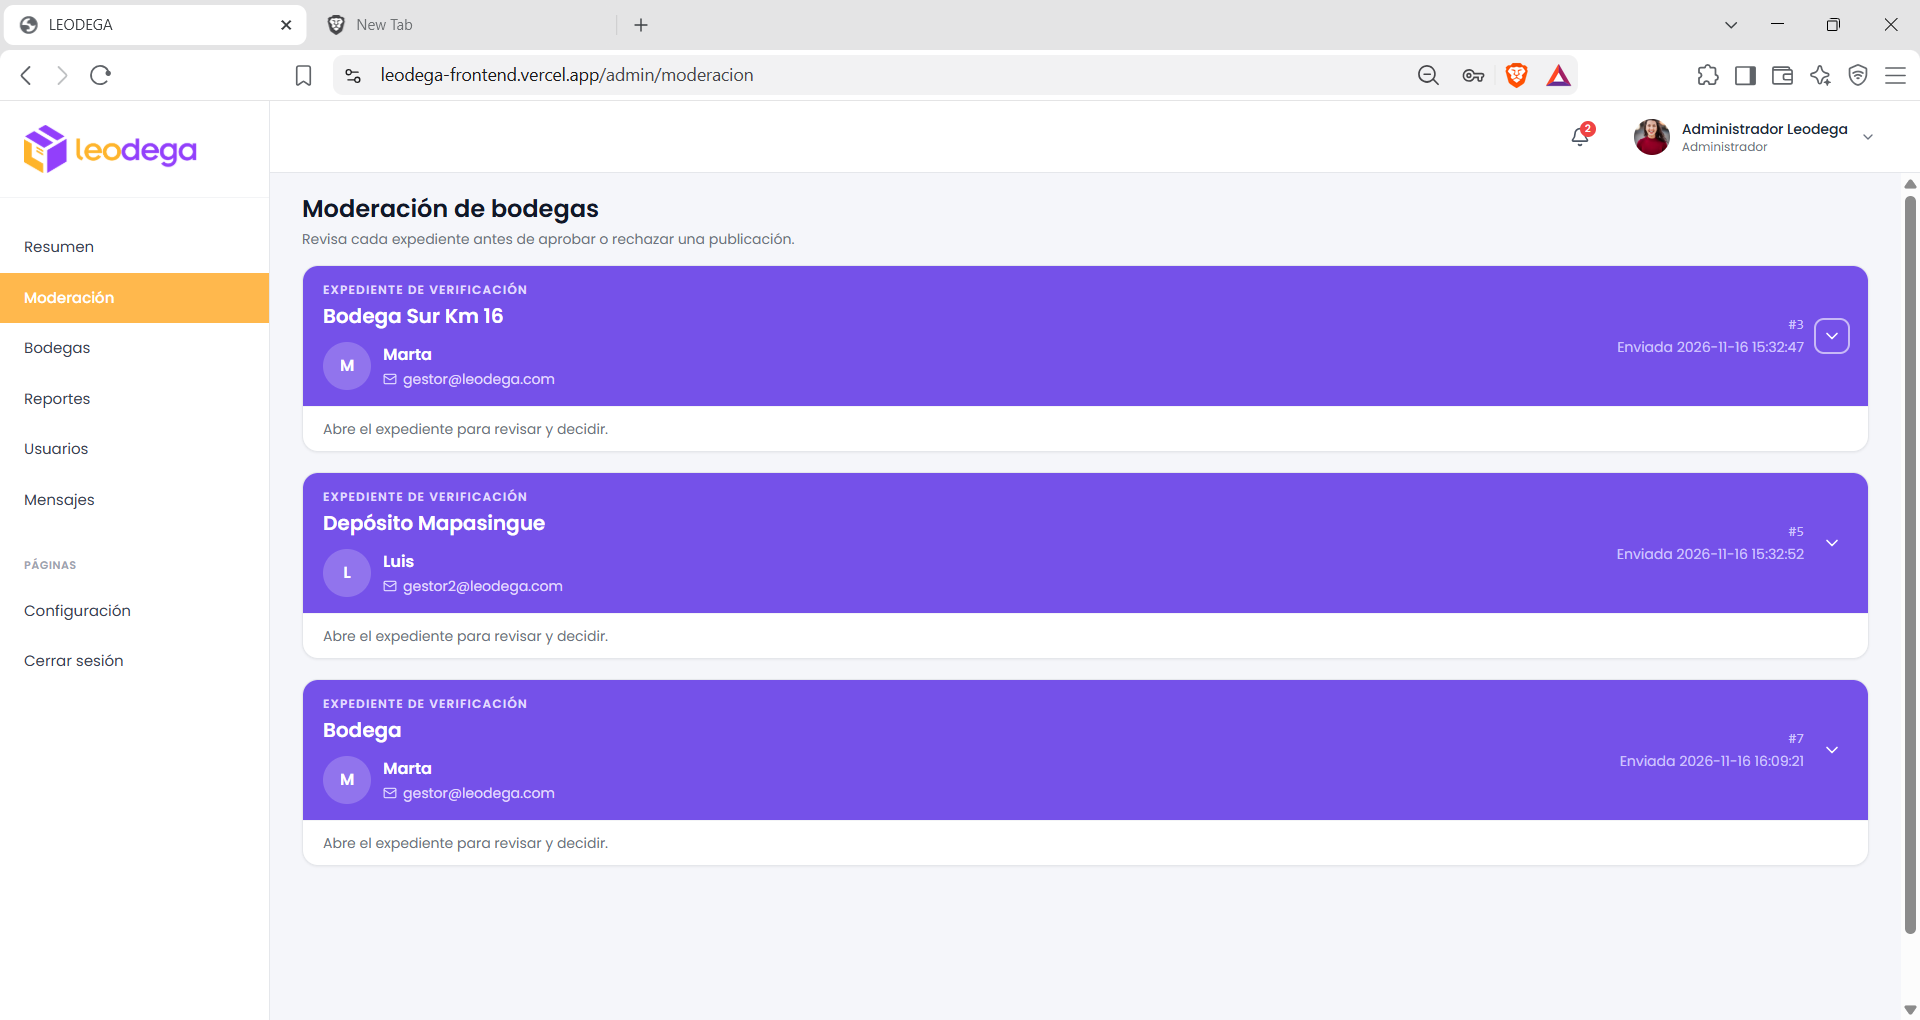 LEODEGA
New Tab
leodega-frontend.vercel.app/admin/moderacion
leodega
2
Administrador Leodega
Administrador
Resumen
Moderación
Bodegas
Reportes
Usuarios
Mensajes
PÁGINAS
Configuración
Cerrar sesión
Moderación de bodegas
Revisa cada expediente antes de aprobar o rechazar una publicación.
EXPEDIENTE DE VERIFICACIÓN
Bodega Sur Km 16
M
Marta
gestor@leodega.com
#3
Enviada 2026-11-16 15:32:47
Abre el expediente para revisar y decidir.
EXPEDIENTE DE VERIFICACIÓN
Depósito Mapasingue
L
Luis
gestor2@leodega.com
#5
Enviada 2026-11-16 15:32:52
Abre el expediente para revisar y decidir.
EXPEDIENTE DE VERIFICACIÓN
Bodega
M
Marta
gestor@leodega.com
#7
Enviada 2026-11-16 16:09:21
Abre el expediente para revisar y decidir.